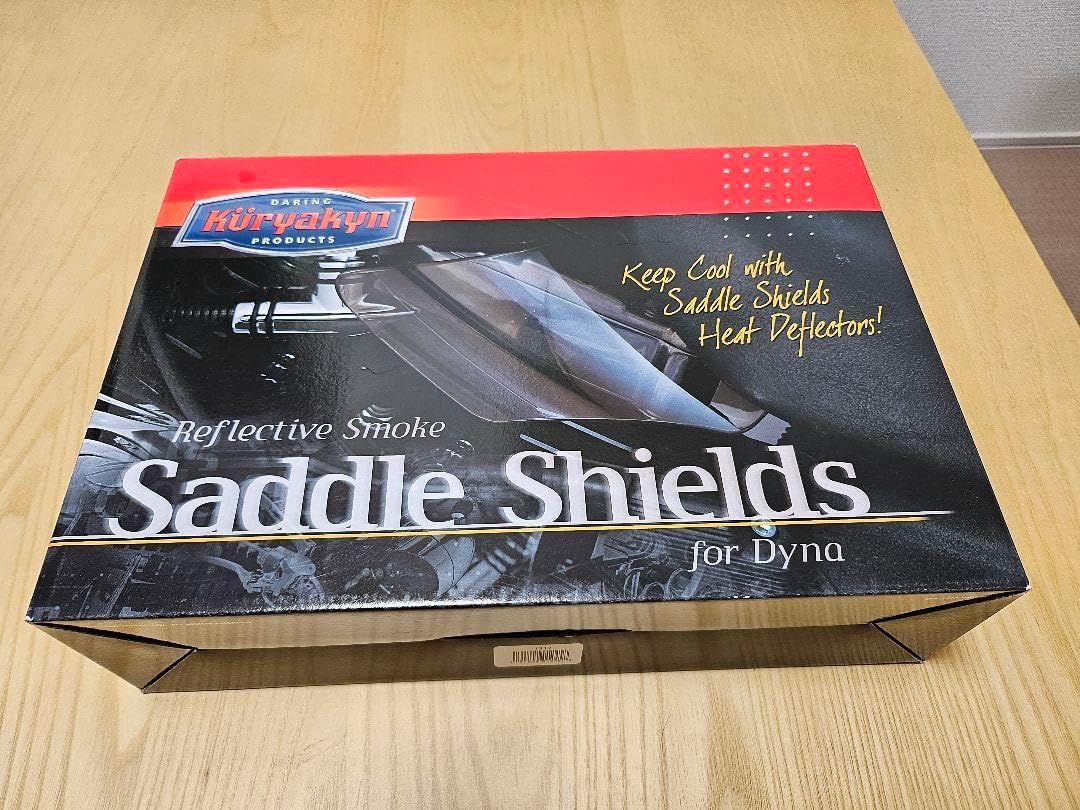 DARING
Küryakyn
PRODUCTS
Keep Cool with
Saddle Shields
Heat Deflectors!
Reflective Smoke
Saddle Shields
for Dyna